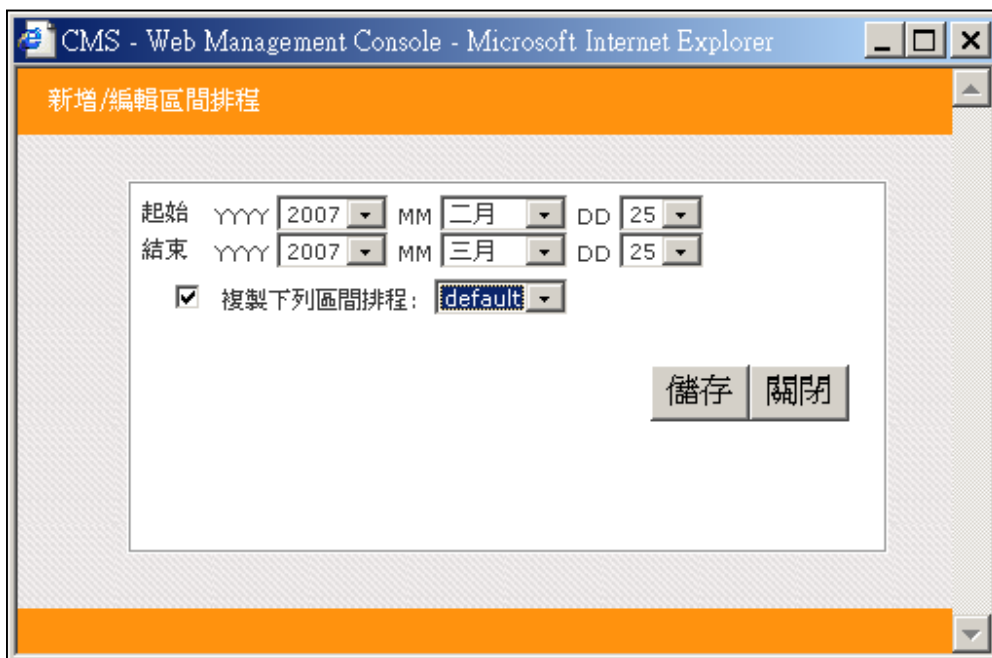 CMS - Web Management Console - Microsoft Internet Explorer
新增/編輯區間排程
起始 YYYY 2007 MM 二月 DD 25
結束 YYYY 2007 MM 三月 DD 25
複製下列區間排程: default
儲存 關閉